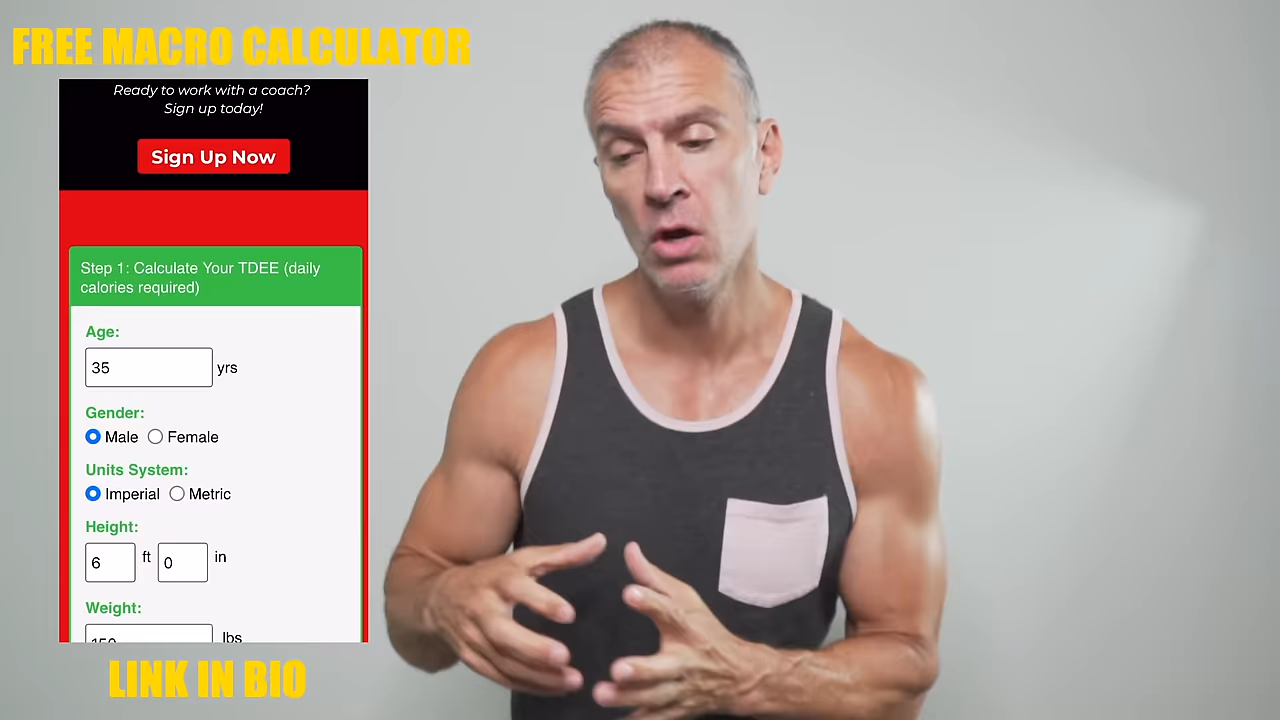 FREE MACRO CALCULATOR
Ready to work with a coach?
Sign up today!
Sign Up Now
Step 1: Calculate Your TDEE (daily
calories required)
Age:
35 yrs
Gender:
Male Female
Units System:
Imperial Metric
Height:
6 ft 0 in
Weight:
150 lbs
LINK IN BIO